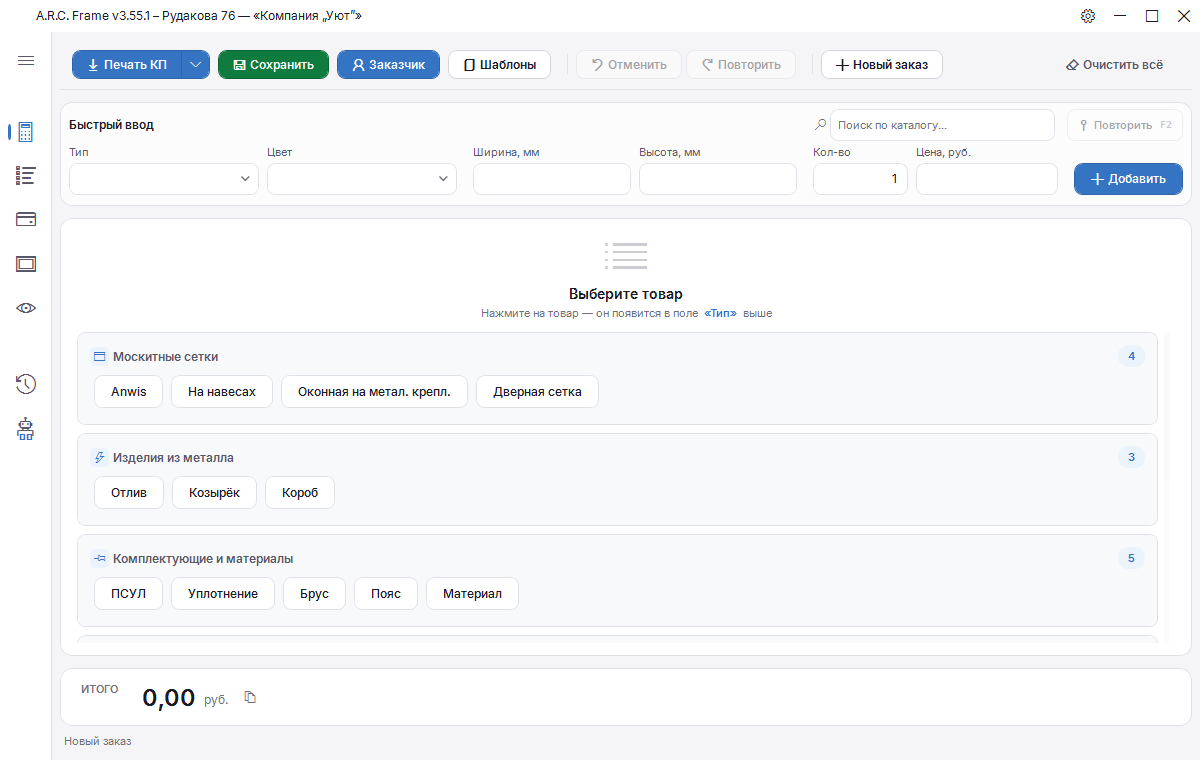 A.R.C. Frame v3.55.1 – Рудакова 76 — «Компания „Уют"»
Печать КП Сохранить Заказчик Шаблоны Отменить Повторить Новый заказ Очистить всё
Быстрый ввод Поиск по каталогу... Повторить F2
Тип Цвет Ширина, мм Высота, мм Кол-во Цена, руб.
1 Добавить
Выберите товар
Нажмите на товар — он появится в поле «Тип» выше
Москитные сетки 4
Anwis На навесах Оконная на метал. крепл. Дверная сетка
Изделия из металла 3
Отлив Козырёк Короб
Комплектующие и материалы 5
ПСУЛ Уплотнение Брус Пояс Материал
ИТОГО 0,00 руб.
Новый заказ